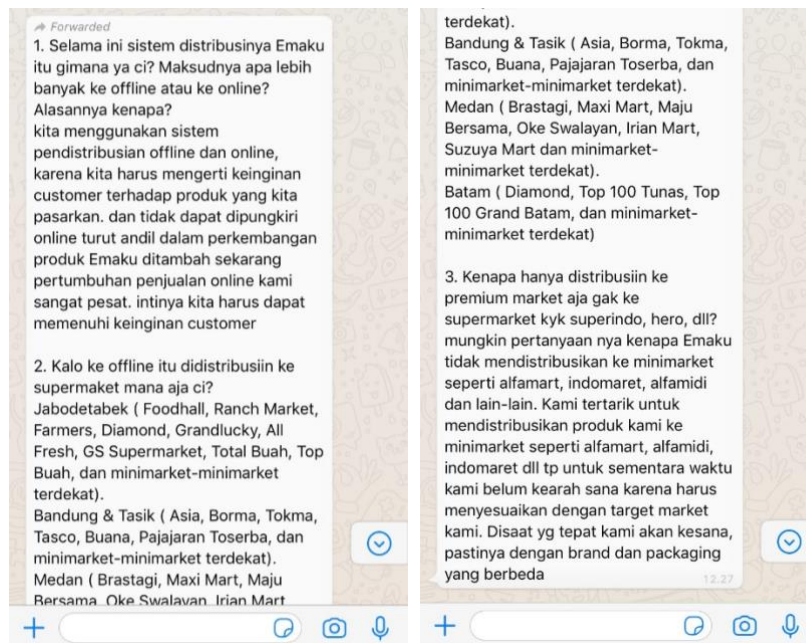 Forwarded
1. Selama ini sistem distribusinya Emaku
itu gimana ya ci? Maksudnya apa lebih
banyak ke offline atau ke online?
Alasannya kenapa?
kita menggunakan sistem
pendistribusian offline dan online,
karena kita harus mengerti keinginan
customer terhadap produk yang kita
pasarkan. dan tidak dapat dipungkiri
online turut andil dalam perkembangan
produk Emaku ditambah sekarang
pertumbuhan penjualan online kami
sangat pesat. intinya kita harus dapat
memenuhi keinginan customer
2. Kalo ke offline itu didistribusiin ke
supermaket mana aja ci?
Jabodetabek ( Foodhall, Ranch Market,
Farmers, Diamond, Grandlucky, All
Fresh, GS Supermarket, Total Buah, Top
Buah, dan minimarket-minimarket
terdekat).
Bandung & Tasik ( Asia, Borma, Tokma,
Tasco, Buana, Pajajaran Toserba, dan
minimarket-minimarket terdekat).
Medan ( Brastagi, Maxi Mart, Maju
Bersama, Oke Swalayan, Irian Mart
terdekat).
Bandung & Tasik ( Asia, Borma, Tokma,
Tasco, Buana, Pajajaran Toserba, dan
minimarket-minimarket terdekat).
Medan ( Brastagi, Maxi Mart, Maju
Bersama, Oke Swalayan, Irian Mart,
Suzuya Mart dan minimarket-
minimarket terdekat).
Batam ( Diamond, Top 100 Tunas, Top
100 Grand Batam, dan minimarket-
minimarket terdekat)
3. Kenapa hanya distribusiin ke
premium market aja gak ke
supermarket kyk superindo, hero, dll?
mungkin pertanyaan nya kenapa Emaku
tidak mendistribusikan ke minimarket
seperti alfamart, indomaret, alfamidi
dan lain-lain. Kami tertarik untuk
mendistribusikan produk kami ke
minimarket seperti alfamart, alfamidi,
indomaret dll tp untuk sementara waktu
kami belum kearah sana karena harus
menyesuaikan dengan target market
kami. Disaat yg tepat kami akan kesana,
pastinya dengan brand dan packaging
yang berbeda
12.27